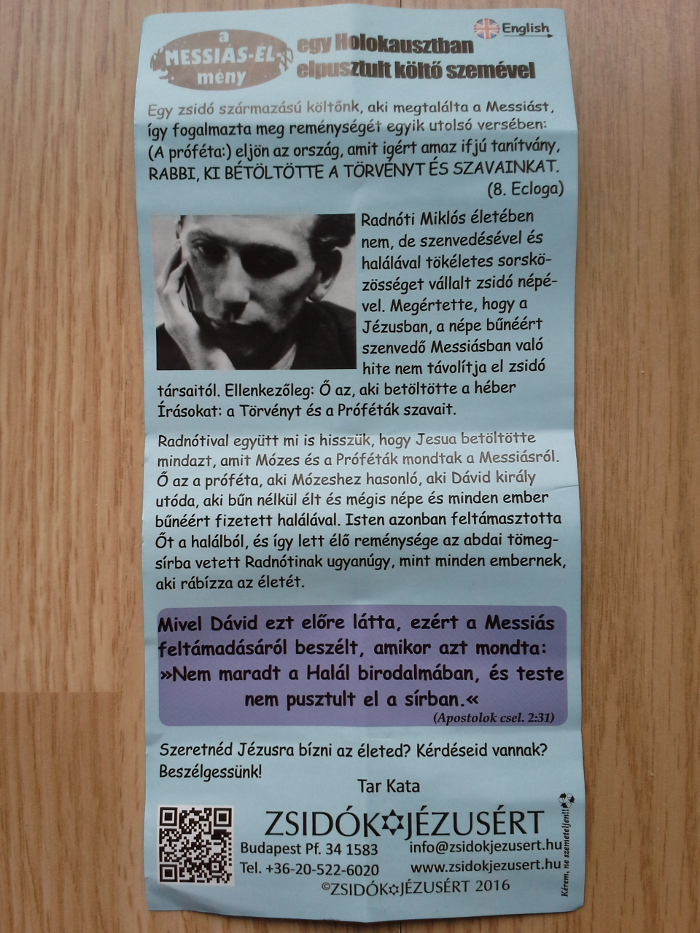 a
MESSIÁS-ÉL-
mény
egy Holokausztban
elpusztult költő szemével
English
Egy zsidó származású költőnk, aki megtalálta a Messiást,
így fogalmazta meg reménységét egyik utolsó versében:
(A próféta:) eljön az ország, amit igért amaz ifjú tanítvány,
RABBI, KI BÉTÖLTÖTTE A TÖRVÉNYT ÉS SZAVAINKAT.
(8. Ecloga)
Radnóti Miklós életében
nem, de szenvedésével és
halálával tökéletes sorskö-
zösséget vállalt zsidó népé-
vel. Megértette, hogy a
Jézusban, a népe bűnéért
szenvedő Messiásban való
hite nem távolítja el zsidó
társaitól. Ellenkezőleg: Ő az, aki betöltötte a héber
Írásokat: a Törvényt és a Próféták szavait.
Radnótival együtt mi is hisszük, hogy Jesua betöltötte
mindazt, amit Mózes és a Próféták mondtak a Messiásról.
Ő az a próféta, aki Mózeshez hasonló, aki Dávid király
utóda, aki bűn nélkül élt és mégis népe és minden ember
bűnéért fizetett halálával. Isten azonban feltámasztotta
Őt a halálból, és így lett élő reménysége az abdai tömeg-
sírba vetett Radnótinak ugyanúgy, mint minden embernek,
aki rábízza az életét.
Mivel Dávid ezt előre látta, ezért a Messiás
feltámadásáról beszélt, amikor azt mondta:
»Nem maradt a Halál birodalmában, és teste
nem pusztult el a sírban.«
(Apostolok csel. 2:31)
Szeretnéd Jézusra bízni az életed? Kérdéseid vannak?
Beszélgessünk!
Tar Kata
ZSIDÓK✡JÉZUSÉRT
Budapest Pf. 34 1583 info@zsidokjezusert.hu
Tel. +36-20-522-6020 www.zsidokjezusert.hu
©ZSIDÓK✡JÉZUSÉRT 2016
Kérem, ne szemeteljen!!